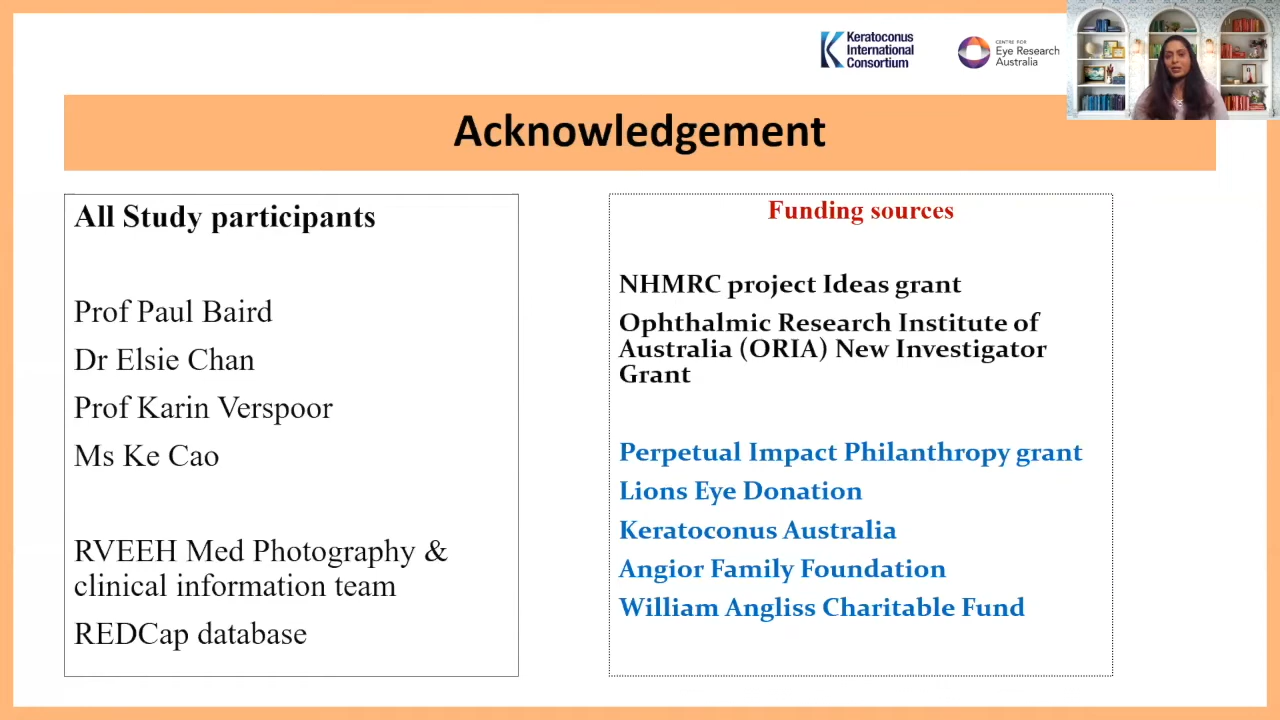 Keratoconus
International
Consortium
CENTRE FOR
Eye Research
Australia
Acknowledgement
All Study participants
Prof Paul Baird
Dr Elsie Chan
Prof Karin Verspoor
Ms Ke Cao
RVEEH Med Photography &
clinical information team
REDCap database
Funding sources
NHMRC project Ideas grant
Ophthalmic Research Institute of
Australia (ORIA) New Investigator
Grant
Perpetual Impact Philanthropy grant
Lions Eye Donation
Keratoconus Australia
Angior Family Foundation
William Angliss Charitable Fund